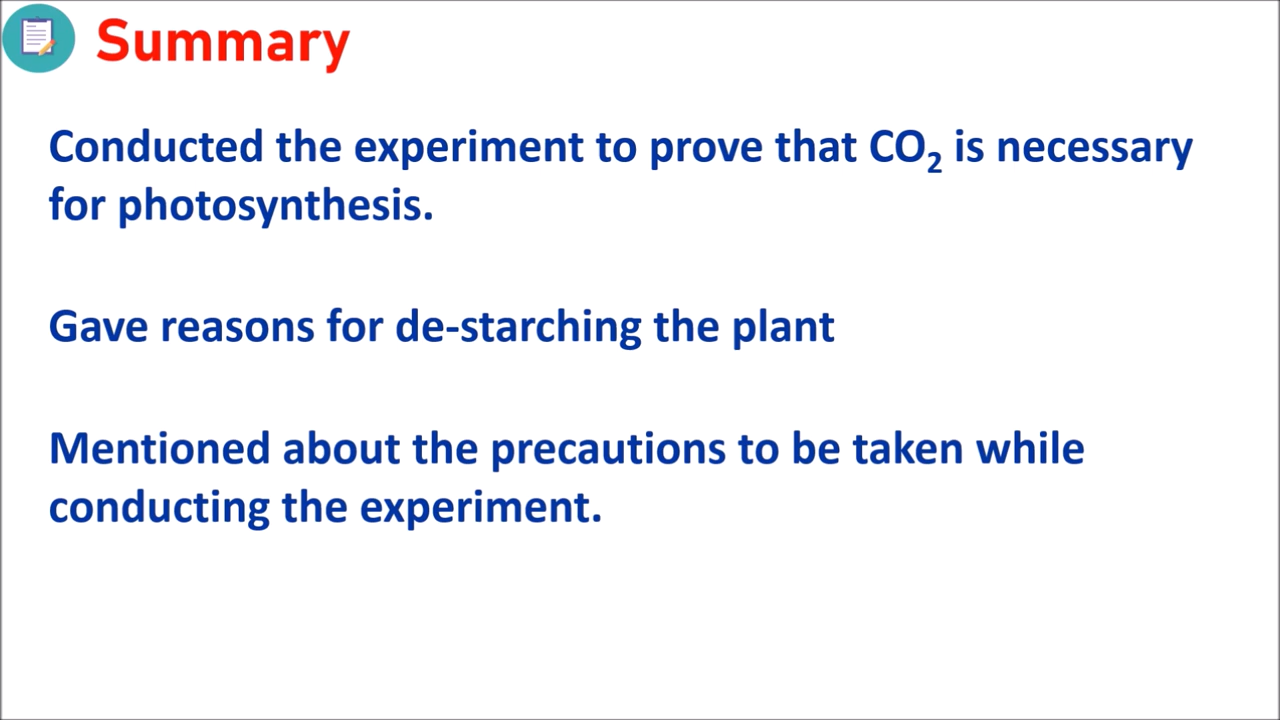 Summary
Conducted the experiment to prove that CO₂ is necessary
for photosynthesis.
Gave reasons for de-starching the plant
Mentioned about the precautions to be taken while
conducting the experiment.